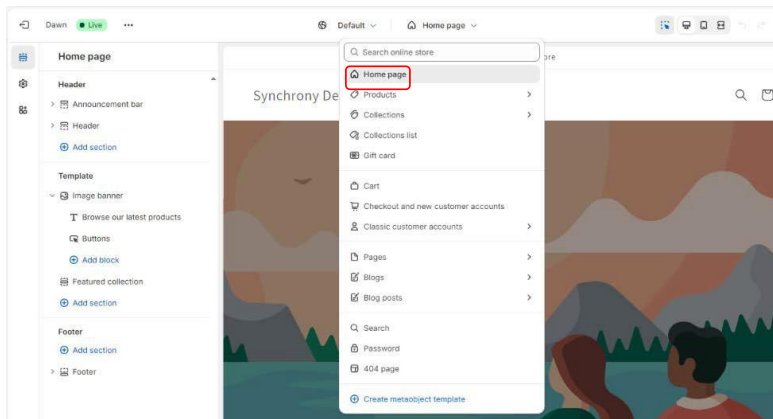 Dawn
Live
Default
Home page
Home page
Header
Announcement bar
Header
Add section
Template
Image banner
Browse our latest products
Buttons
Add block
Featured collection
Add section
Footer
Add section
Footer
Search online store
Home page
Products
Collections
Collections list
Gift card
Cart
Checkout and new customer accounts
Classic customer accounts
Pages
Blogs
Blog posts
Search
Password
404 page
Create metaobject template
ore
Synchrony De